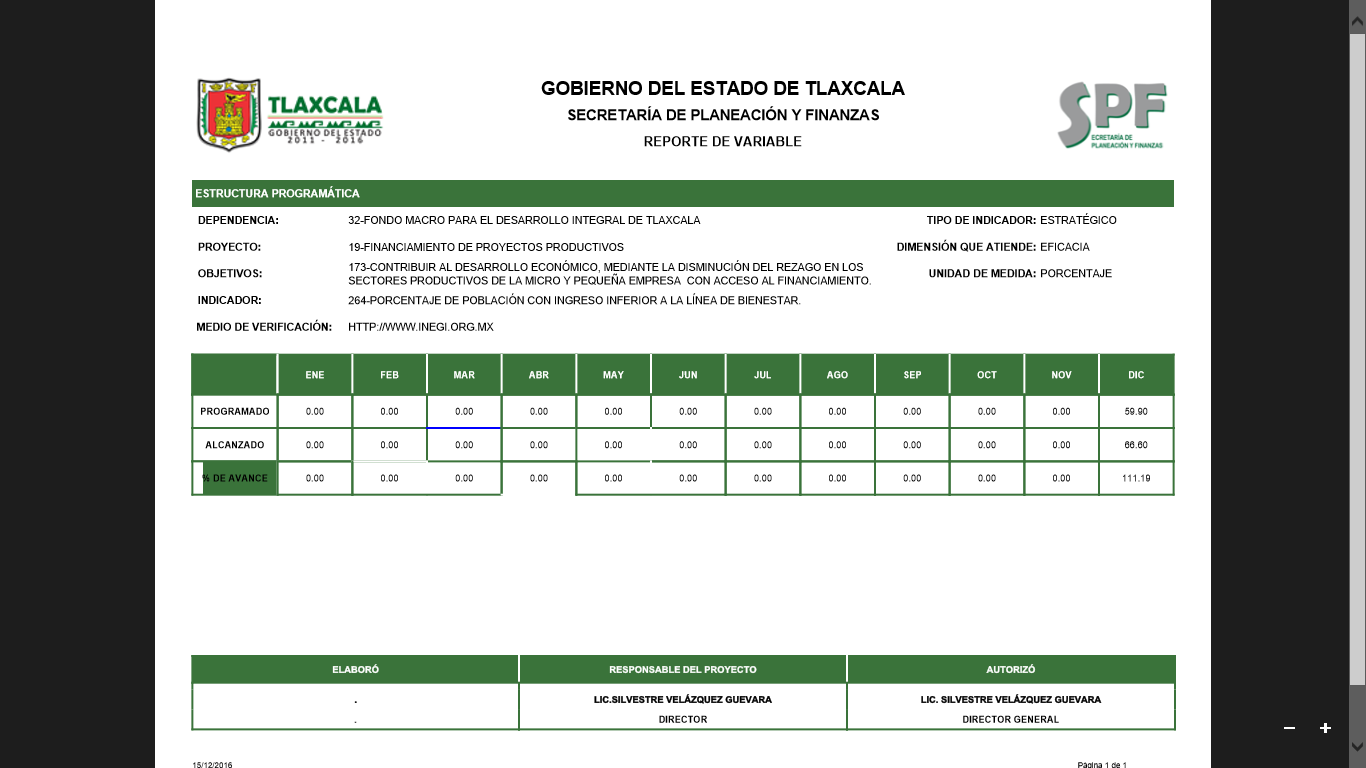 TLAXCALA
GOBIERNO DEL ESTADO
2011 - 2016
GOBIERNO DEL ESTADO DE TLAXCALA
SECRETARÍA DE PLANEACIÓN Y FINANZAS
REPORTE DE VARIABLE
SPF
ECRETARÍA DE
PLANEACIÓN Y FINANZAS
ESTRUCTURA PROGRAMÁTICA
DEPENDENCIA: 32-FONDO MACRO PARA EL DESARROLLO INTEGRAL DE TLAXCALA TIPO DE INDICADOR: ESTRATÉGICO
PROYECTO: 19-FINANCIAMIENTO DE PROYECTOS PRODUCTIVOS DIMENSIÓN QUE ATIENDE: EFICACIA
OBJETIVOS: 173-CONTRIBUIR AL DESARROLLO ECONÓMICO, MEDIANTE LA DISMINUCIÓN DEL REZAGO EN LOS
SECTORES PRODUCTIVOS DE LA MICRO Y PEQUEÑA EMPRESA CON ACCESO AL FINANCIAMIENTO. UNIDAD DE MEDIDA: PORCENTAJE
INDICADOR: 264-PORCENTAJE DE POBLACIÓN CON INGRESO INFERIOR A LA LÍNEA DE BIENESTAR.
MEDIO DE VERIFICACIÓN: HTTP://WWW.INEGI.ORG.MX
ENE FEB MAR ABR MAY JUN JUL AGO SEP OCT NOV DIC
PROGRAMADO 0.00 0.00 0.00 0.00 0.00 0.00 0.00 0.00 0.00 0.00 0.00 59.90
ALCANZADO 0.00 0.00 0.00 0.00 0.00 0.00 0.00 0.00 0.00 0.00 0.00 66.60
% DE AVANCE 0.00 0.00 0.00 0.00 0.00 0.00 0.00 0.00 0.00 0.00 0.00 111.19
ELABORÓ RESPONSABLE DEL PROYECTO AUTORIZÓ
. LIC.SILVESTRE VELÁZQUEZ GUEVARA LIC. SILVESTRE VELÁZQUEZ GUEVARA
. DIRECTOR DIRECTOR GENERAL
15/12/2016 Página 1 de 1